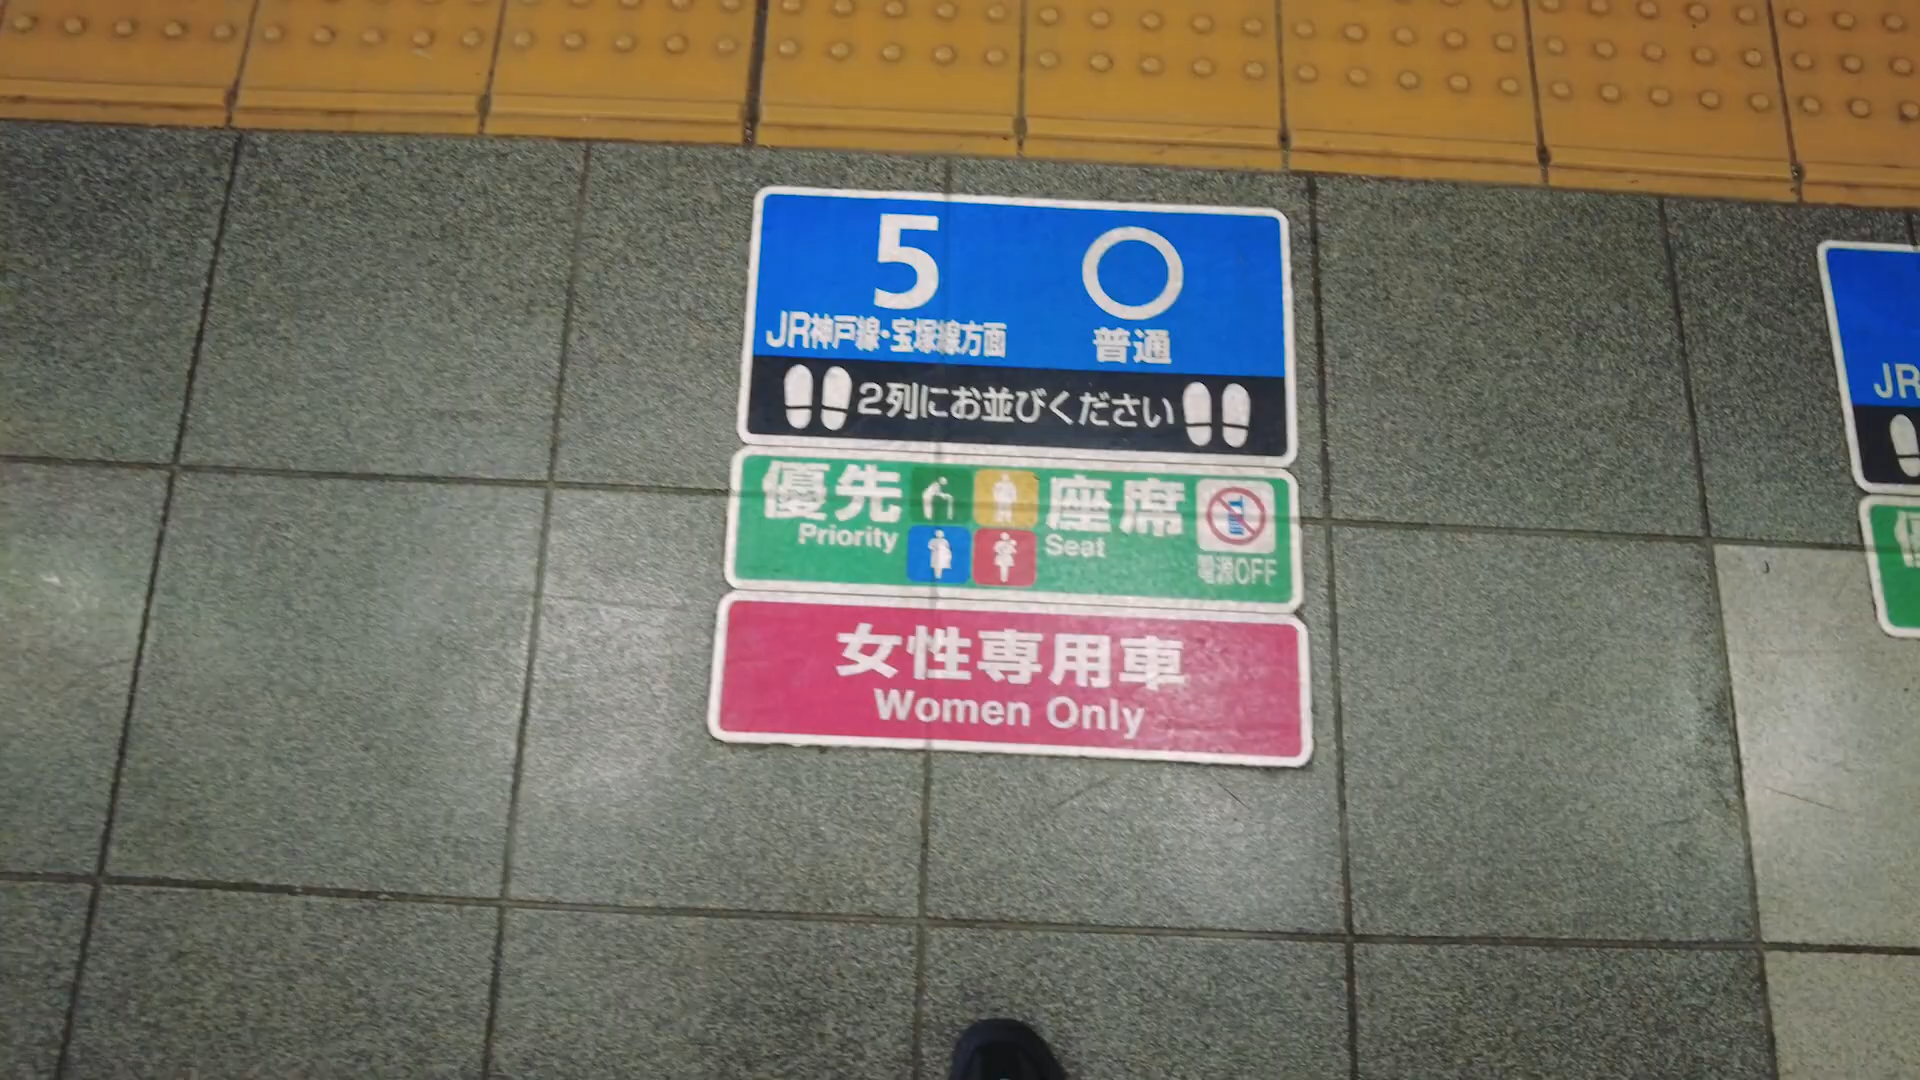 5
JR神戸線・宝塚線方面
普通
2列にお並びください
優先 座席
Priority Seat
電源OFF
女性専用車
Women Only
JR
優